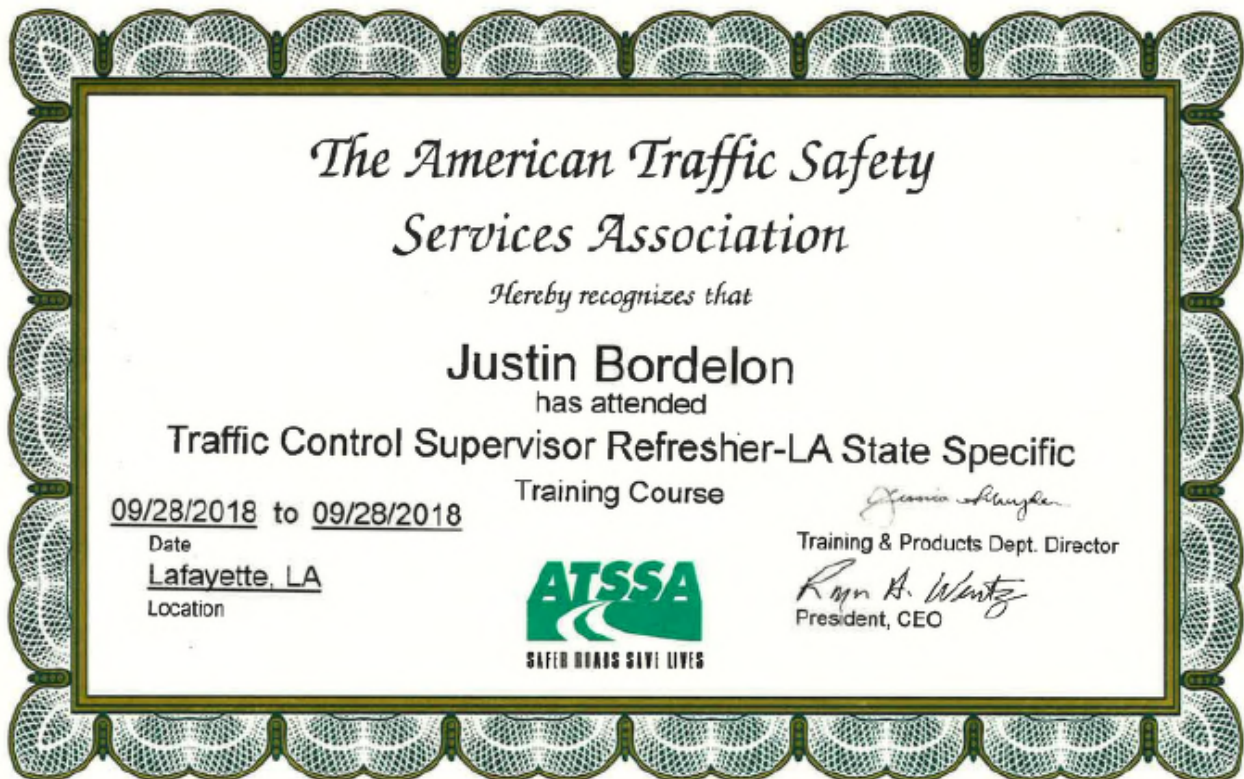 The American Traffic Safety
Services Association
Hereby recognizes that
Justin Bordelon
has attended
Traffic Control Supervisor Refresher-LA State Specific
Training Course
09/28/2018 to 09/28/2018
Date
Lafayette, LA
Location
Training & Products Dept. Director
President, CEO
ATSSA
SAFER ROADS SAVE LIVES